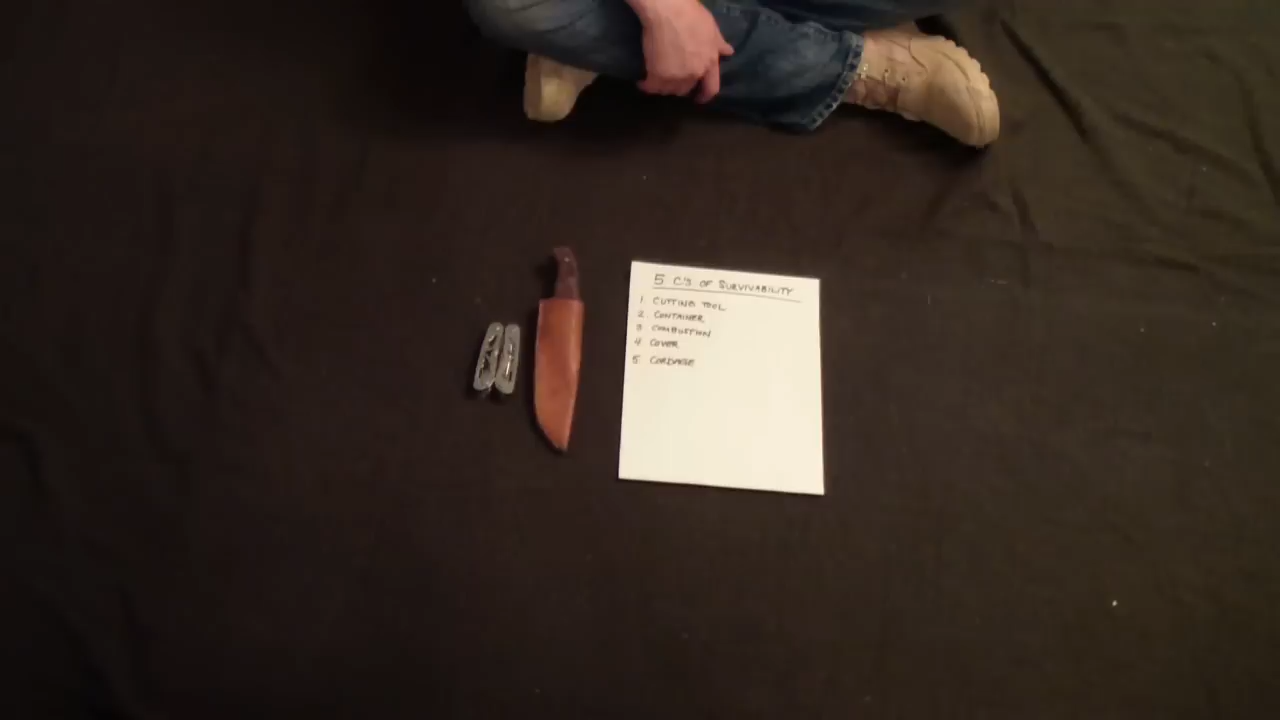 5 C's OF SURVIVABILITY
1. CUTTING TOOL
2. CONTAINER
3 COMBUSTION
4 COVER
5 CORDAGE